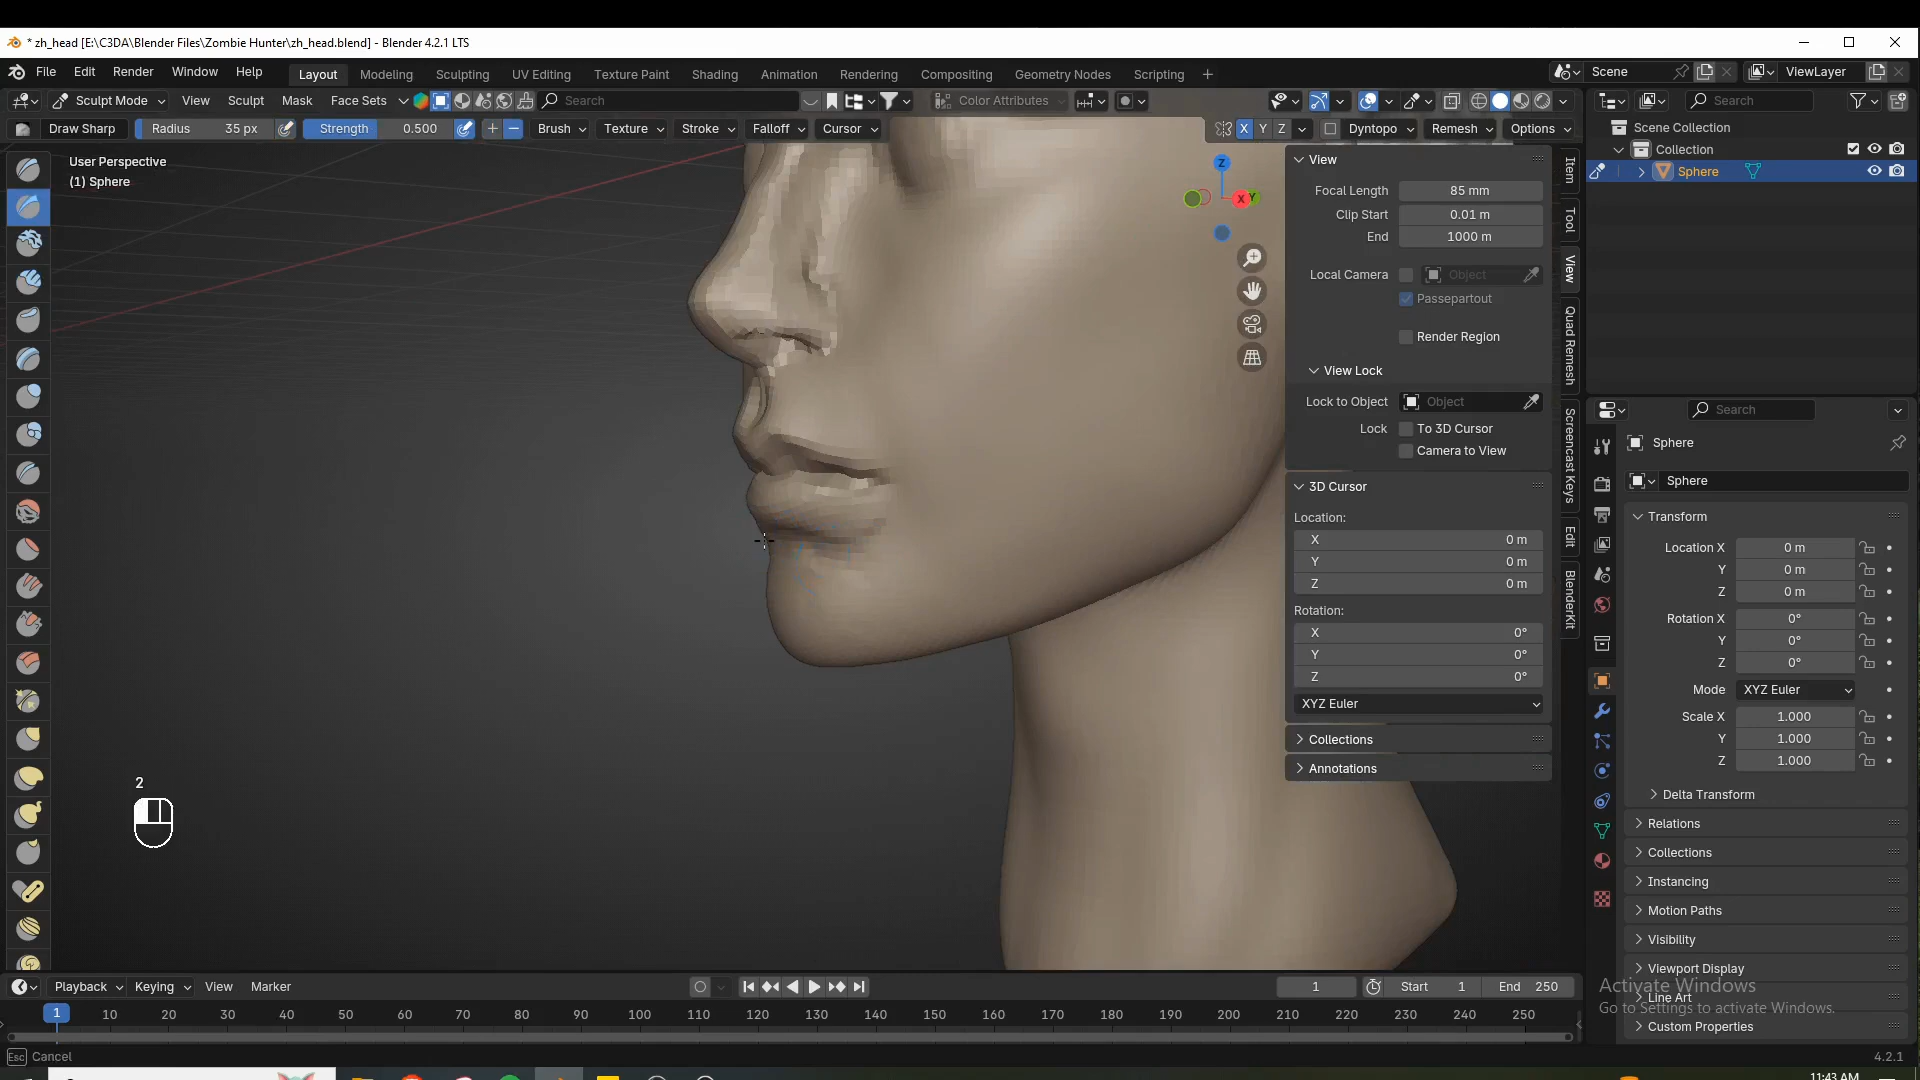 * zh_head [E:\C3DA\Blender Files\Zombie Hunter\zh_head.blend] - Blender 4.2.1 LTS
File Edit Render Window Help Layout Modeling Sculpting UV Editing Texture Paint Shading Animation Rendering Compositing Geometry Nodes Scripting + Scene ViewLayer
Sculpt Mode View Sculpt Mask Face Sets Search Color Attributes Search
Draw Sharp Radius 35 px Strength 0.500 Brush Texture Stroke Falloff Cursor X Y Z Dyntopo Remesh Options
Scene Collection
Collection
Sphere
User Perspective
(1) Sphere
Z
Y
X
View
Focal Length 85 mm
Clip Start 0.01 m
End 1000 m
Local Camera Object
Passepartout
Render Region
View Lock
Lock to Object Object
Lock To 3D Cursor
Camera to View
3D Cursor
Location:
X 0 m
Y 0 m
Z 0 m
Rotation:
X 0°
Y 0°
Z 0°
XYZ Euler
Collections
Annotations
Item
Tool
View
Quad Remesh
Screencast Keys
Edit
BlenderKit
Search
Sphere
Sphere
Transform
Location X 0 m
Y 0 m
Z 0 m
Rotation X 0°
Y 0°
Z 0°
Mode XYZ Euler
Scale X 1.000
Y 1.000
Z 1.000
Delta Transform
Relations
Collections
Instancing
Motion Paths
Visibility
Viewport Display
Line Art
Custom Properties
Activate Windows
Go to Settings to activate Windows.
2
Playback Keying View Marker 1 Start 1 End 250
1 10 20 30 40 50 60 70 80 90 100 110 120 130 140 150 160 170 180 190 200 210 220 230 240 250
Esc Cancel 4.2.1
11:43 AM